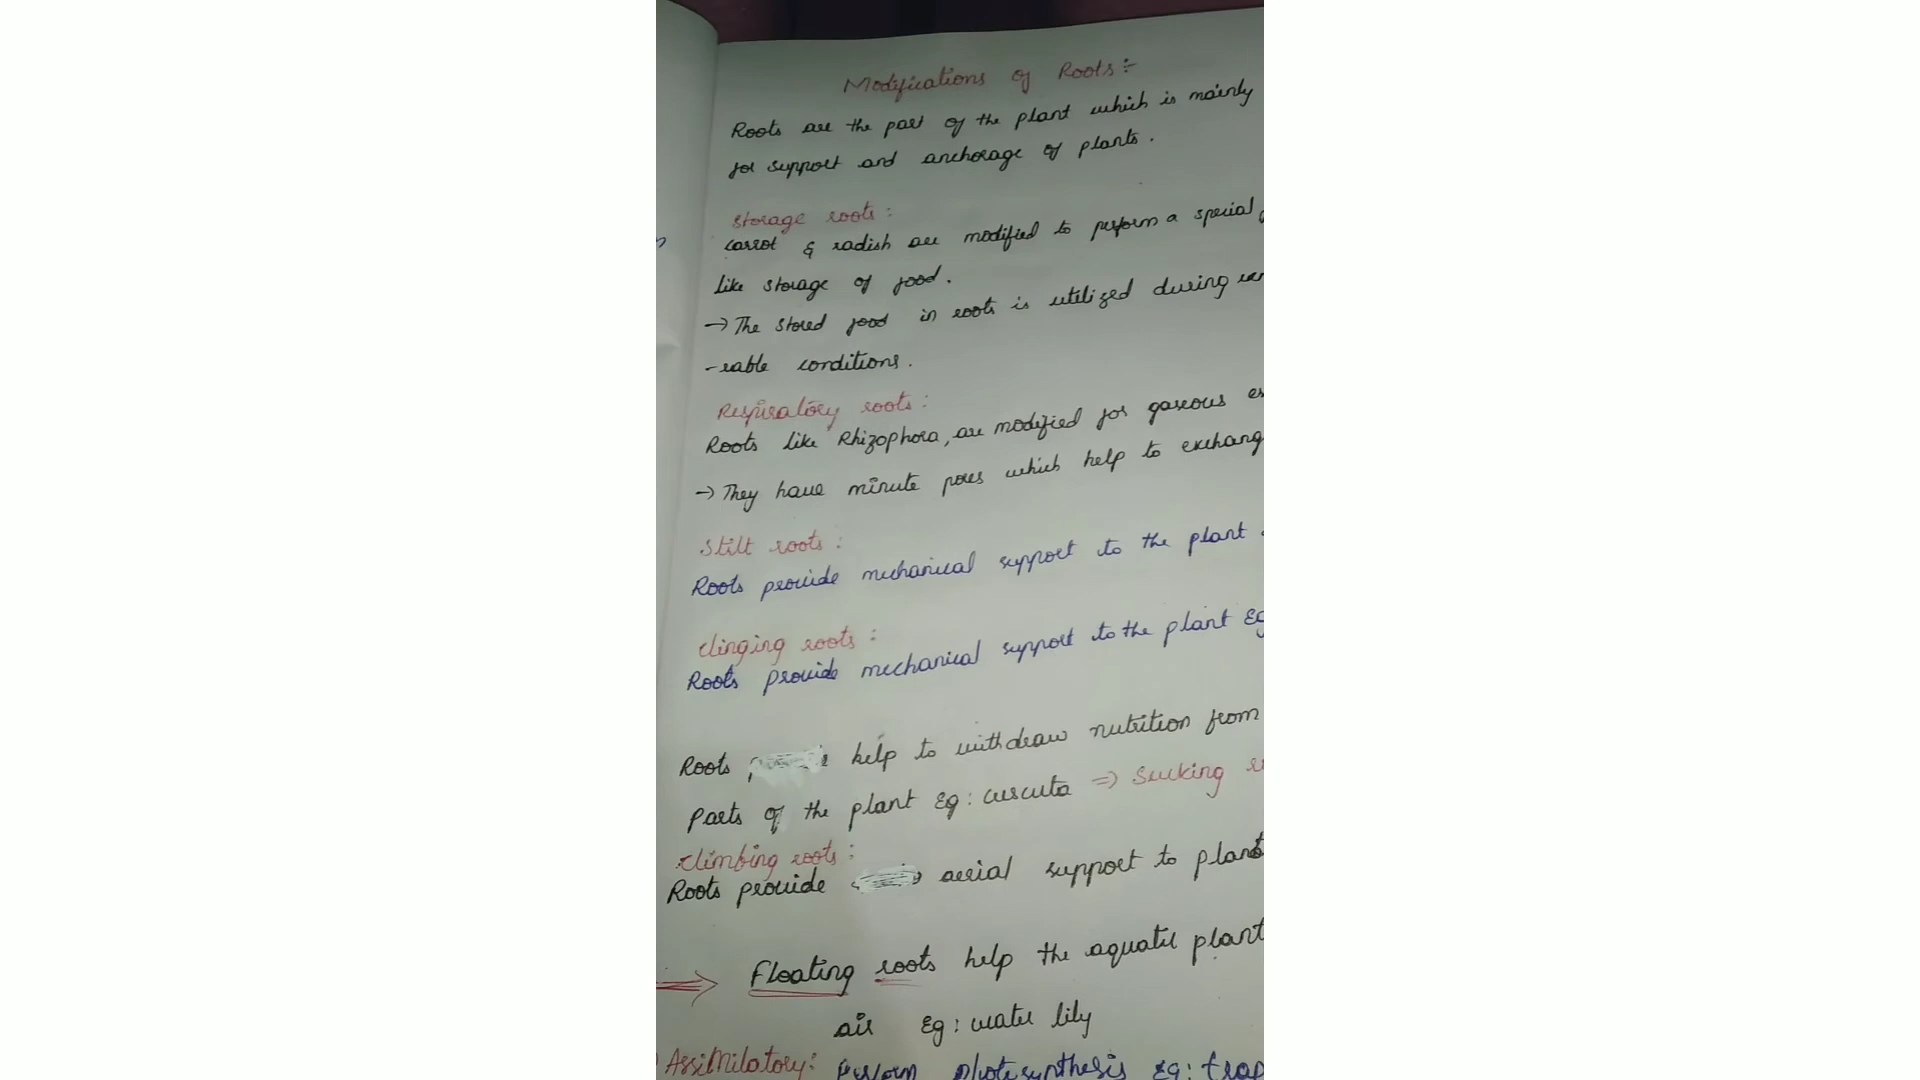 Modifications of Roots:-
Roots are the part of the plant which is mainly
for support and anchorage of plants.
Storage roots:
carrot & radish are modified to perform a special
like storage of food.
→ The stored food in roots is utilized during
-rable conditions.
Respiratory roots:
Roots like Rhizophora, are modified for gaseous
→ They have minute pores which help to exchang
Stilt roots:
Roots provide mechanical support to the plant
clinging roots:
Roots provide mechanical support to the plant Eg
Roots help to withdraw nutrition from
Parts of the plant Eg: cuscuta ⇒ Sucking
climbing roots:
Roots provide aerial support to plant
Floating roots help the aquatic plant
air Eg: water lily
Assimilatory: Perform photosynthesis Eg: trap